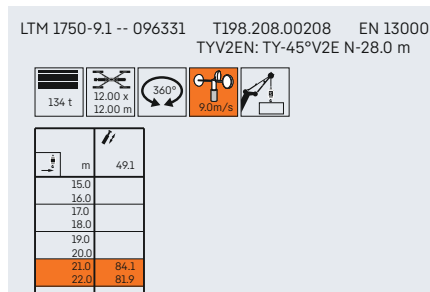 LTM 1750-9.1 -- 096331 T198.208.00208 EN 13000
TYV2EN: TY-45°V2E N-28.0 m
134 t
12.00 x
12.00 m
360°
9.0m/s
m 49.1
15.0
16.0
17.0
18.0
19.0
20.0
21.0 84.1
22.0 81.9